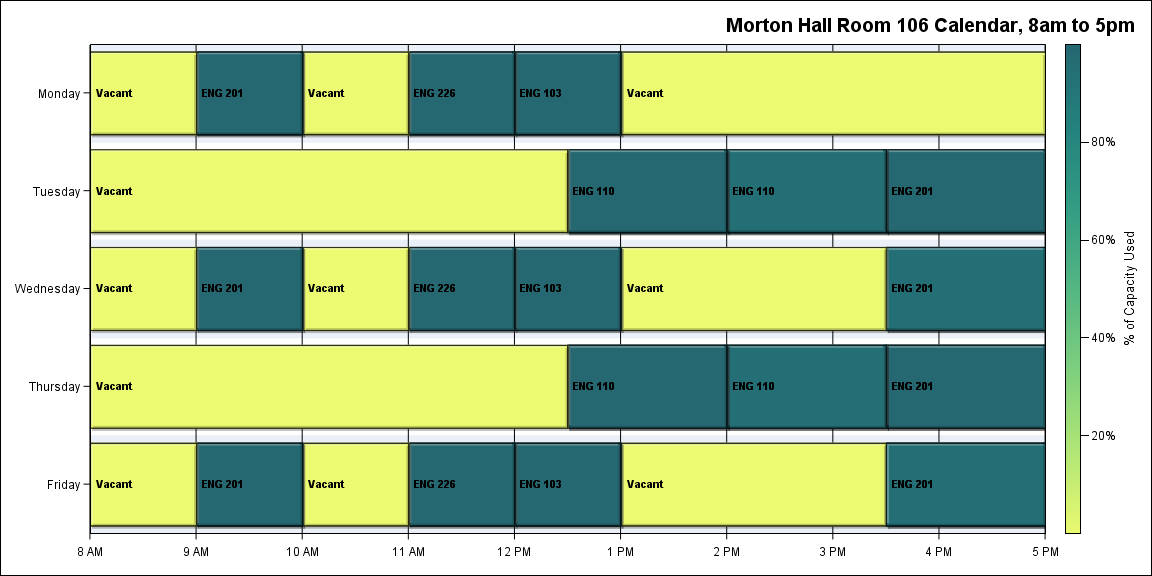 Morton Hall Room 106 Calendar, 8am to 5pm
Monday
Vacant
ENG 201
Vacant
ENG 226
ENG 103
Vacant
Tuesday
Vacant
ENG 110
ENG 110
ENG 201
Wednesday
Vacant
ENG 201
Vacant
ENG 226
ENG 103
Vacant
ENG 201
Thursday
Vacant
ENG 110
ENG 110
ENG 201
Friday
Vacant
ENG 201
Vacant
ENG 226
ENG 103
Vacant
ENG 201
8 AM
9 AM
10 AM
11 AM
12 PM
1 PM
2 PM
3 PM
4 PM
5 PM
80%
60%
40%
20%
% of Capacity Used